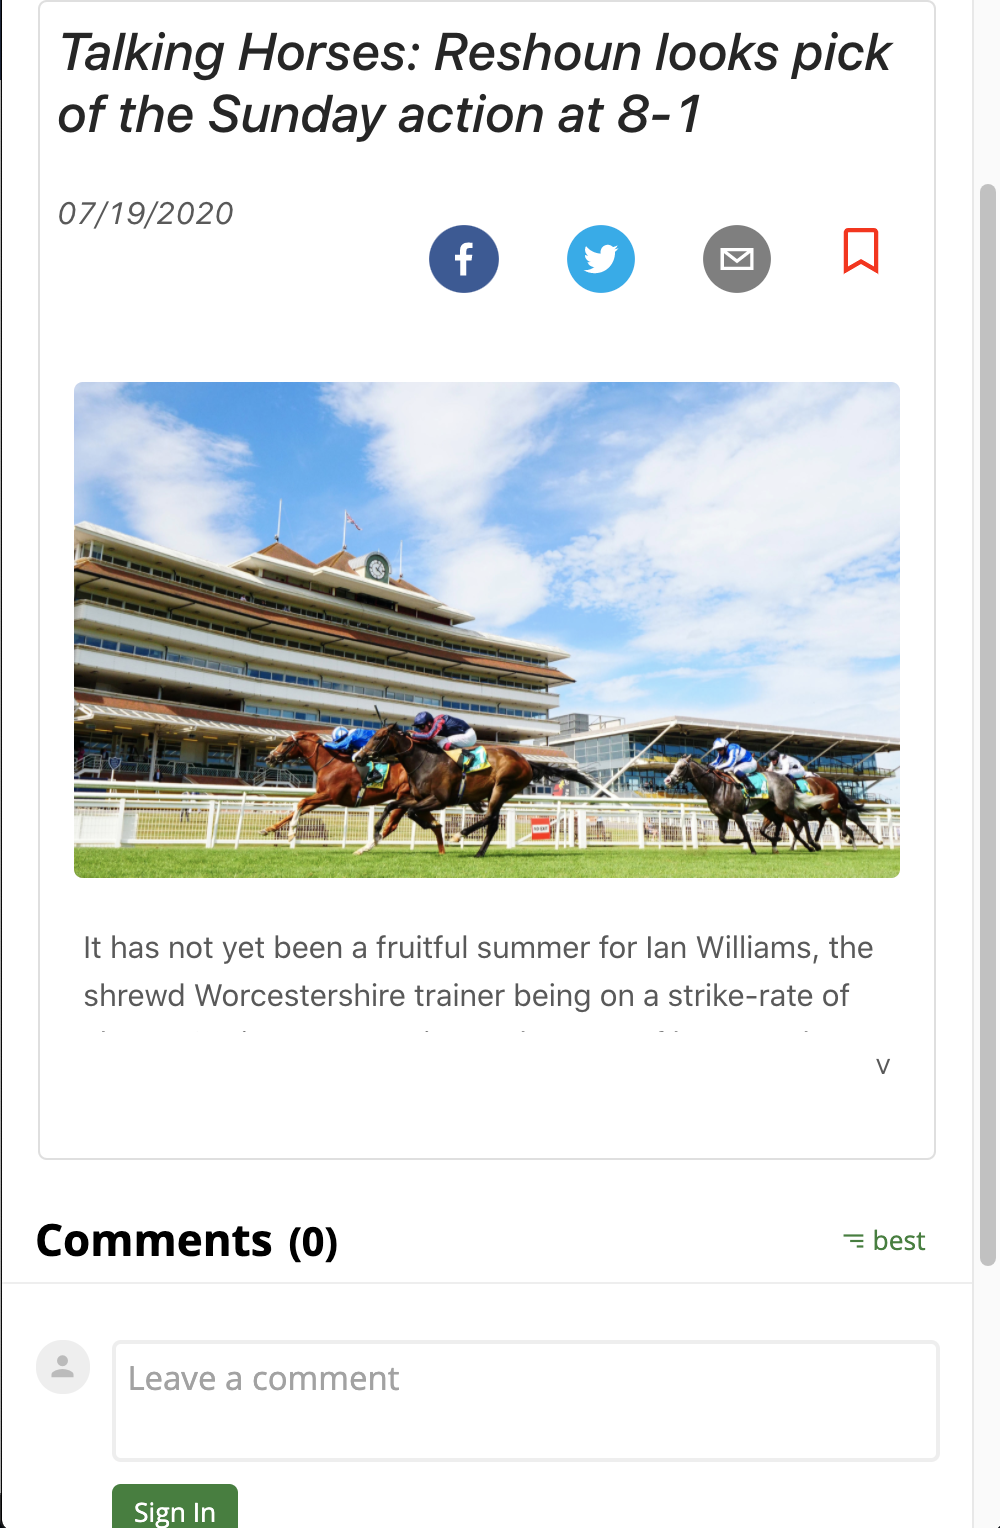 Talking Horses: Reshoun looks pick
of the Sunday action at 8-1
07/19/2020
It has not yet been a fruitful summer for Ian Williams, the
shrewd Worcestershire trainer being on a strike-rate of
v
Comments (0)
best
Leave a comment
Sign In